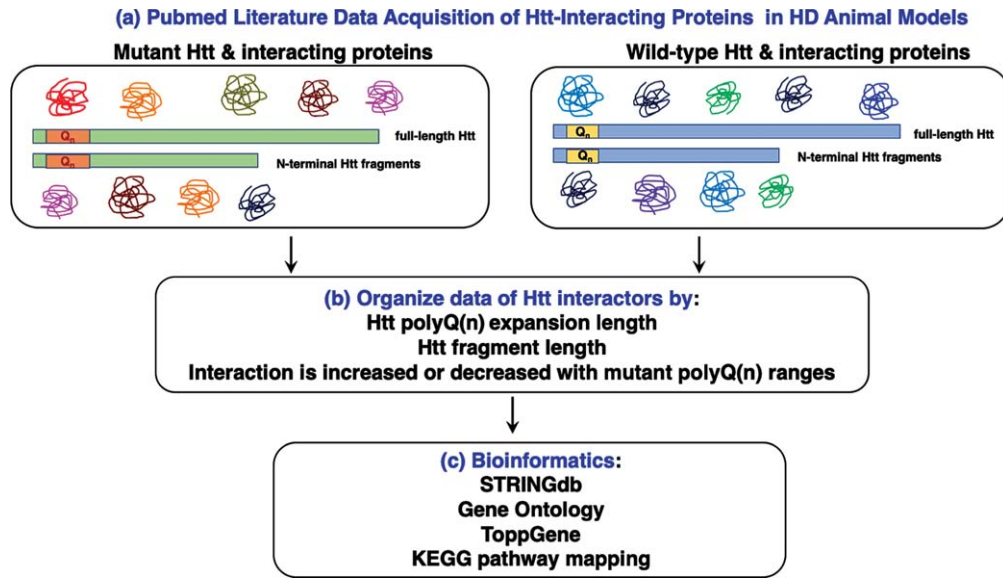 (a) Pubmed Literature Data Acquisition of Htt-Interacting Proteins in HD Animal Models
Mutant Htt & interacting proteins
Qn
full-length Htt
Qn
N-terminal Htt fragments
Wild-type Htt & interacting proteins
Qn
full-length Htt
Qn
N-terminal Htt fragments
(b) Organize data of Htt interactors by:
Htt polyQ(n) expansion length
Htt fragment length
Interaction is increased or decreased with mutant polyQ(n) ranges
(c) Bioinformatics:
STRINGdb
Gene Ontology
ToppGene
KEGG pathway mapping